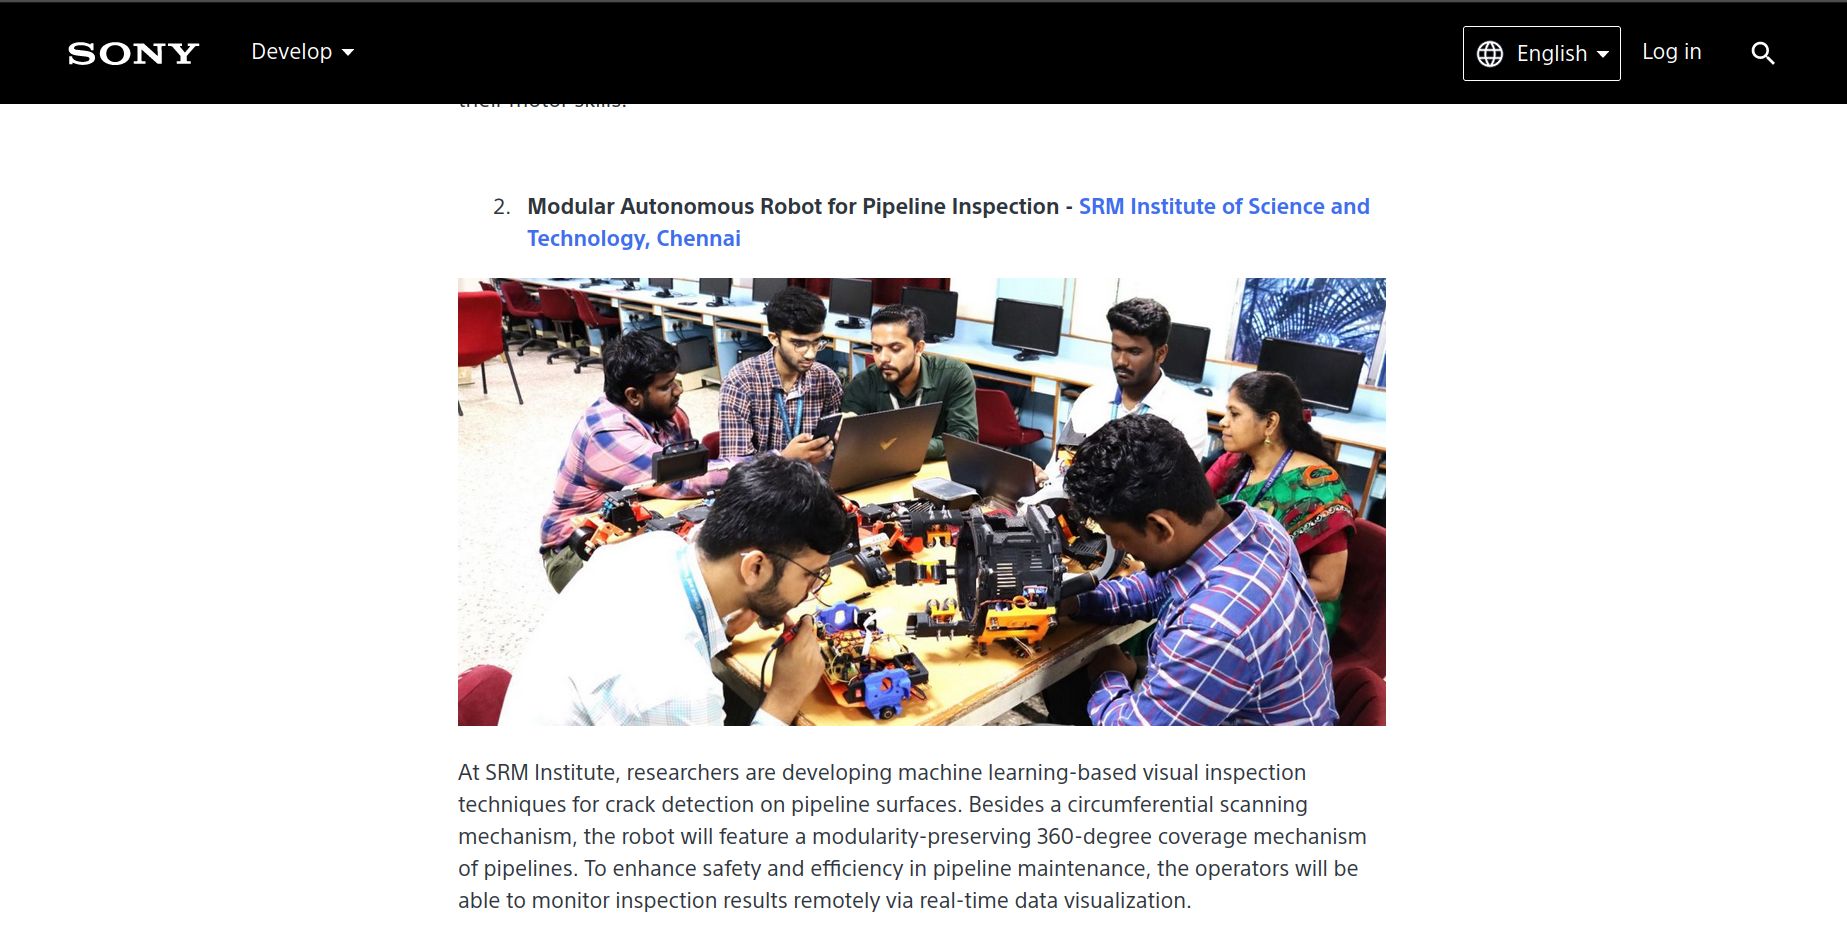 SONY
Develop
English
Log in
their motor skills.
2. Modular Autonomous Robot for Pipeline Inspection - SRM Institute of Science and
Technology, Chennai
At SRM Institute, researchers are developing machine learning-based visual inspection
techniques for crack detection on pipeline surfaces. Besides a circumferential scanning
mechanism, the robot will feature a modularity-preserving 360-degree coverage mechanism
of pipelines. To enhance safety and efficiency in pipeline maintenance, the operators will be
able to monitor inspection results remotely via real-time data visualization.